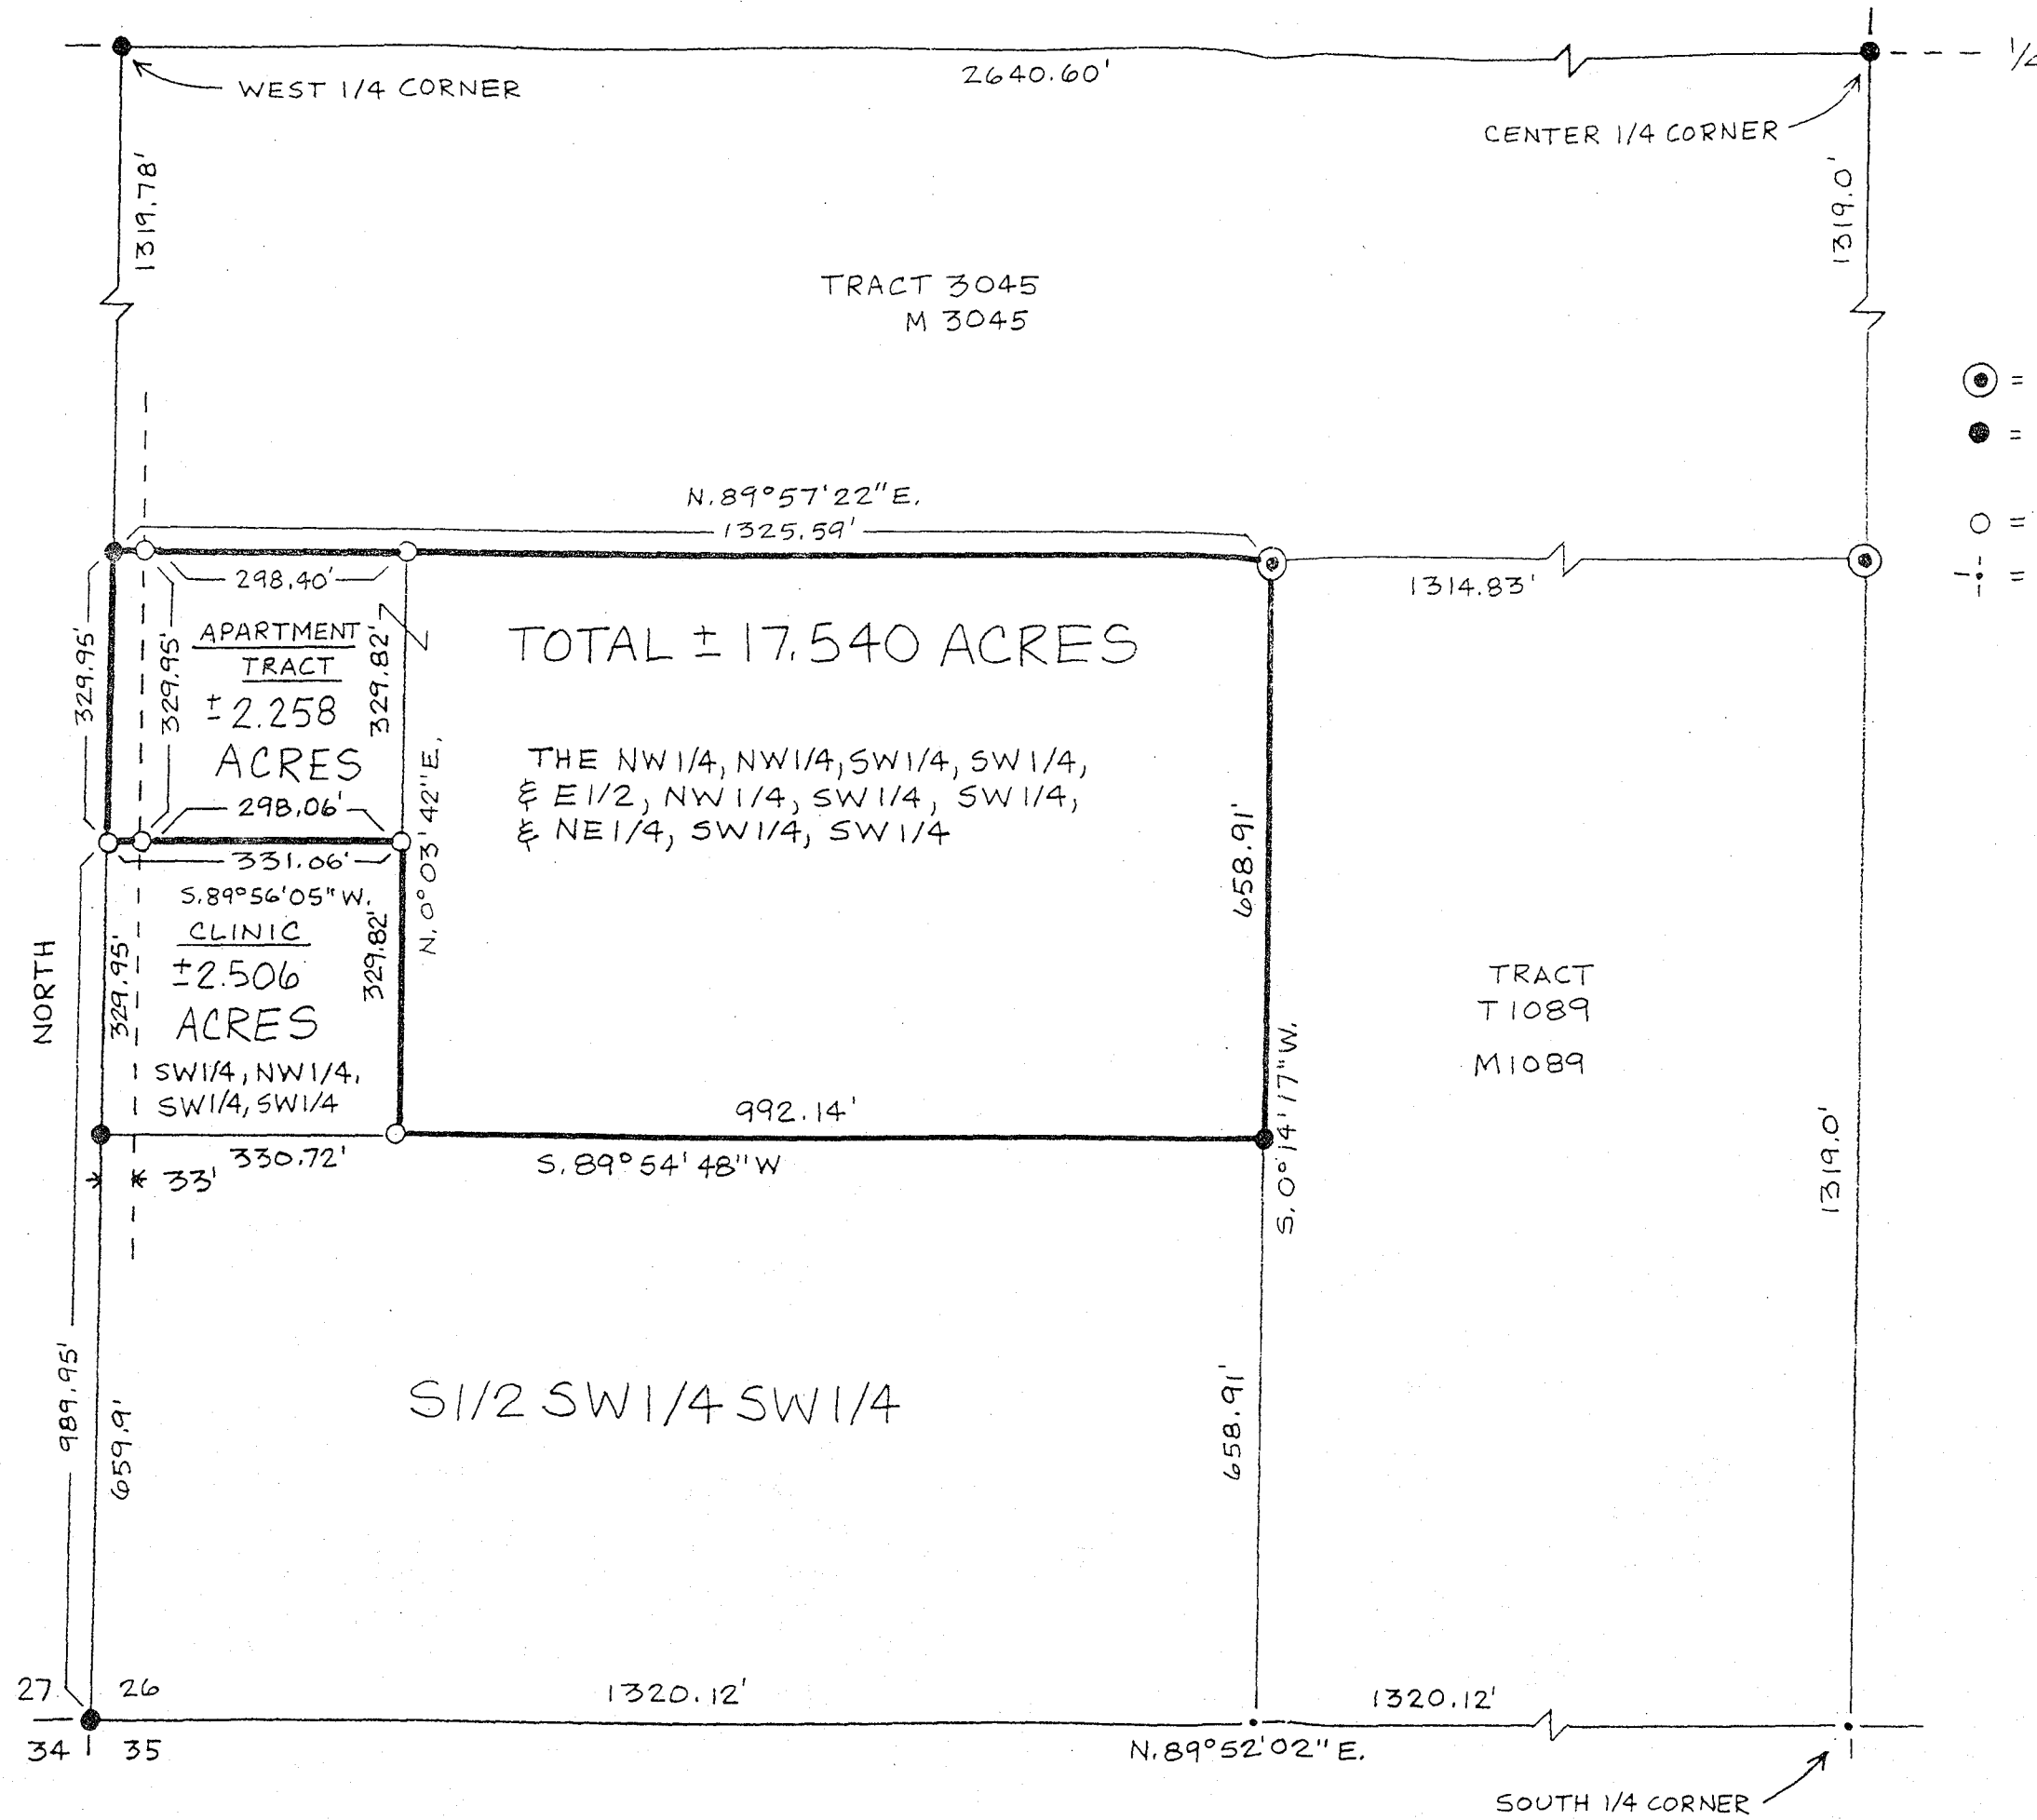 1/4
WEST 1/4 CORNER
2640.60'
CENTER 1/4 CORNER
1319.78'
1319.0'
TRACT 3045
M 3045
=
=
=
=
N.89°57'22"E.
1325.59'
298.40'
1314.83'
329.95'
329.95'
APARTMENT
TRACT
±2.258
ACRES
329.82'
TOTAL ± 17.540 ACRES
THE NW1/4, NW1/4, SW1/4, SW1/4,
& E1/2, NW1/4, SW1/4, SW1/4,
& NE1/4, SW1/4, SW1/4
298.06'
331.06'
S.89°56'05"W.
N.0°03'42"E.
658.91'
NORTH
329.95'
CLINIC
±2.506
ACRES
SW1/4, NW1/4,
SW1/4, SW1/4
329.82'
TRACT
T1089
M1089
992.14'
330.72'
33'
S.89°54'48"W
S.0°14'17"W.
1319.0'
989.95'
659.9'
S1/2 SW1/4 SW1/4
658.91'
27 26
34 35
1320.12'
1320.12'
N.89°52'02"E.
SOUTH 1/4 CORNER